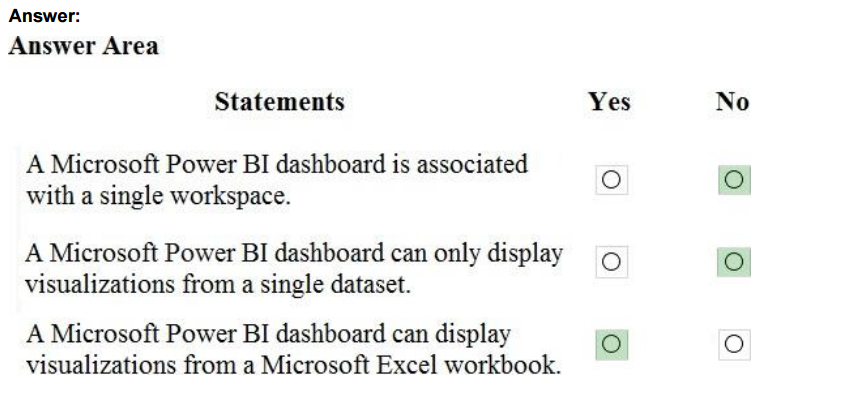 Answer:
Answer Area
Statements Yes No
A Microsoft Power BI dashboard is associated
with a single workspace.
A Microsoft Power BI dashboard can only display
visualizations from a single dataset.
A Microsoft Power BI dashboard can display
visualizations from a Microsoft Excel workbook.